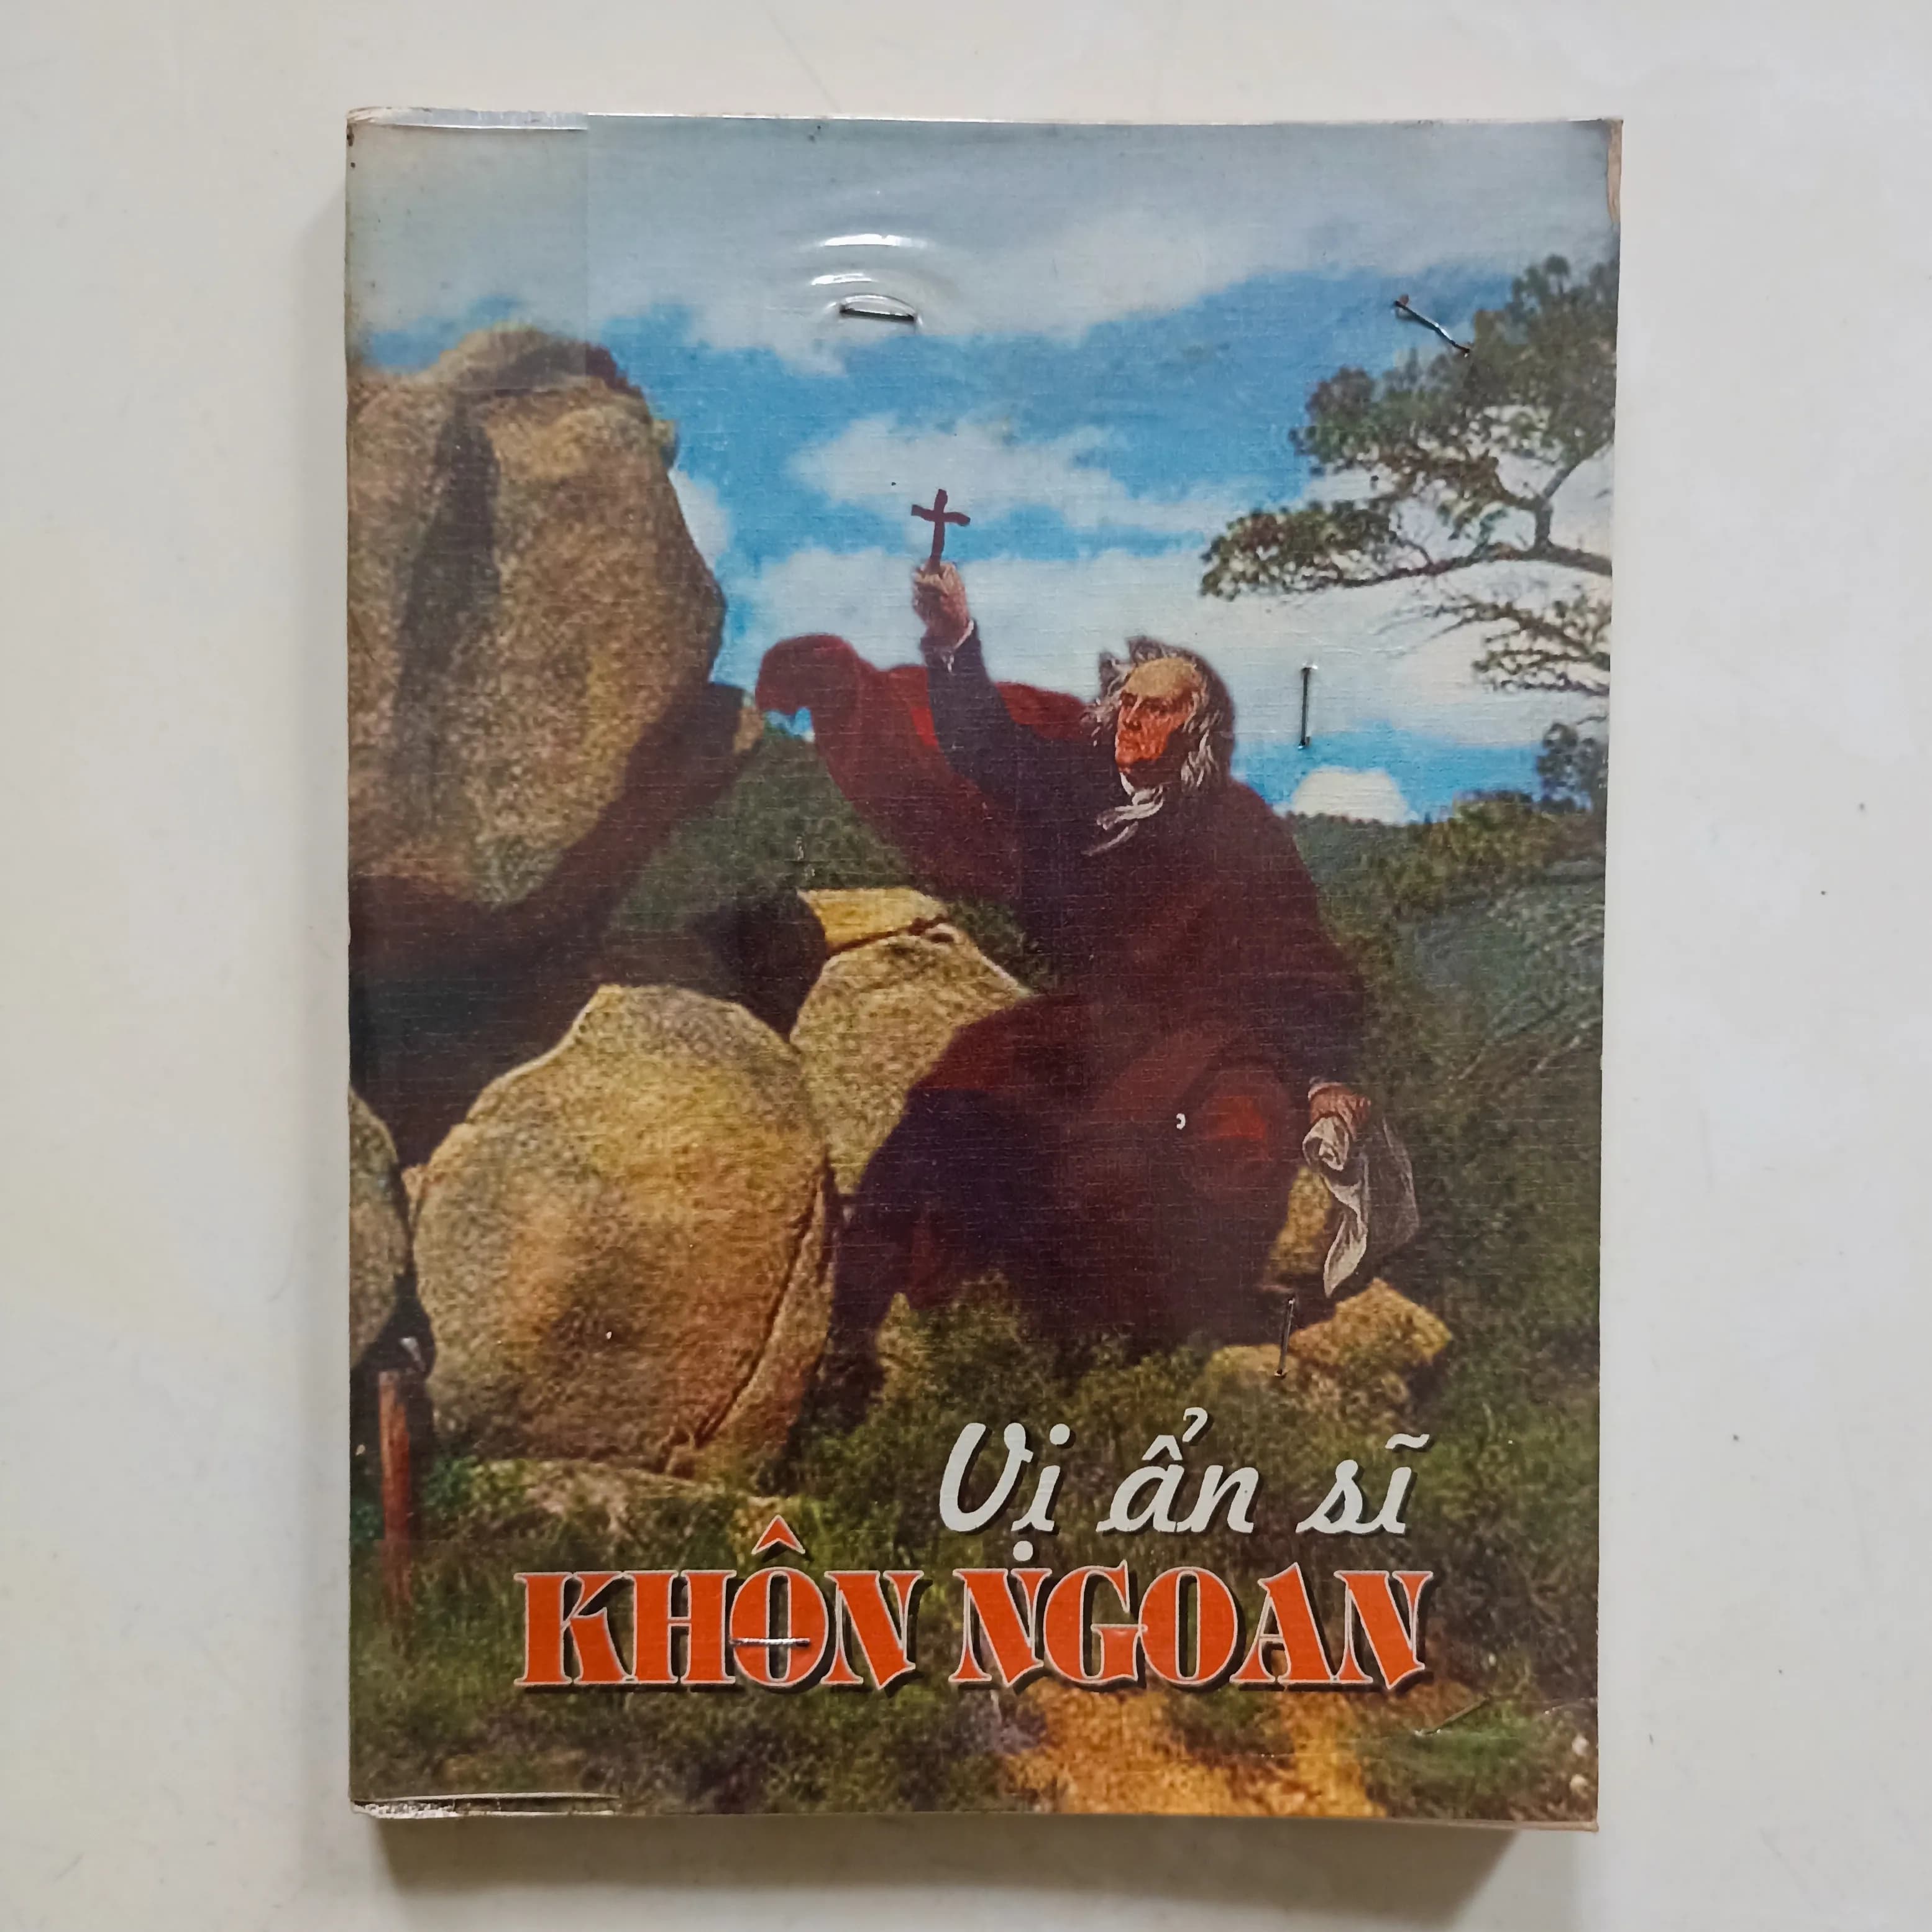 Vị ẩn sĩ
KHÔN NGOAN